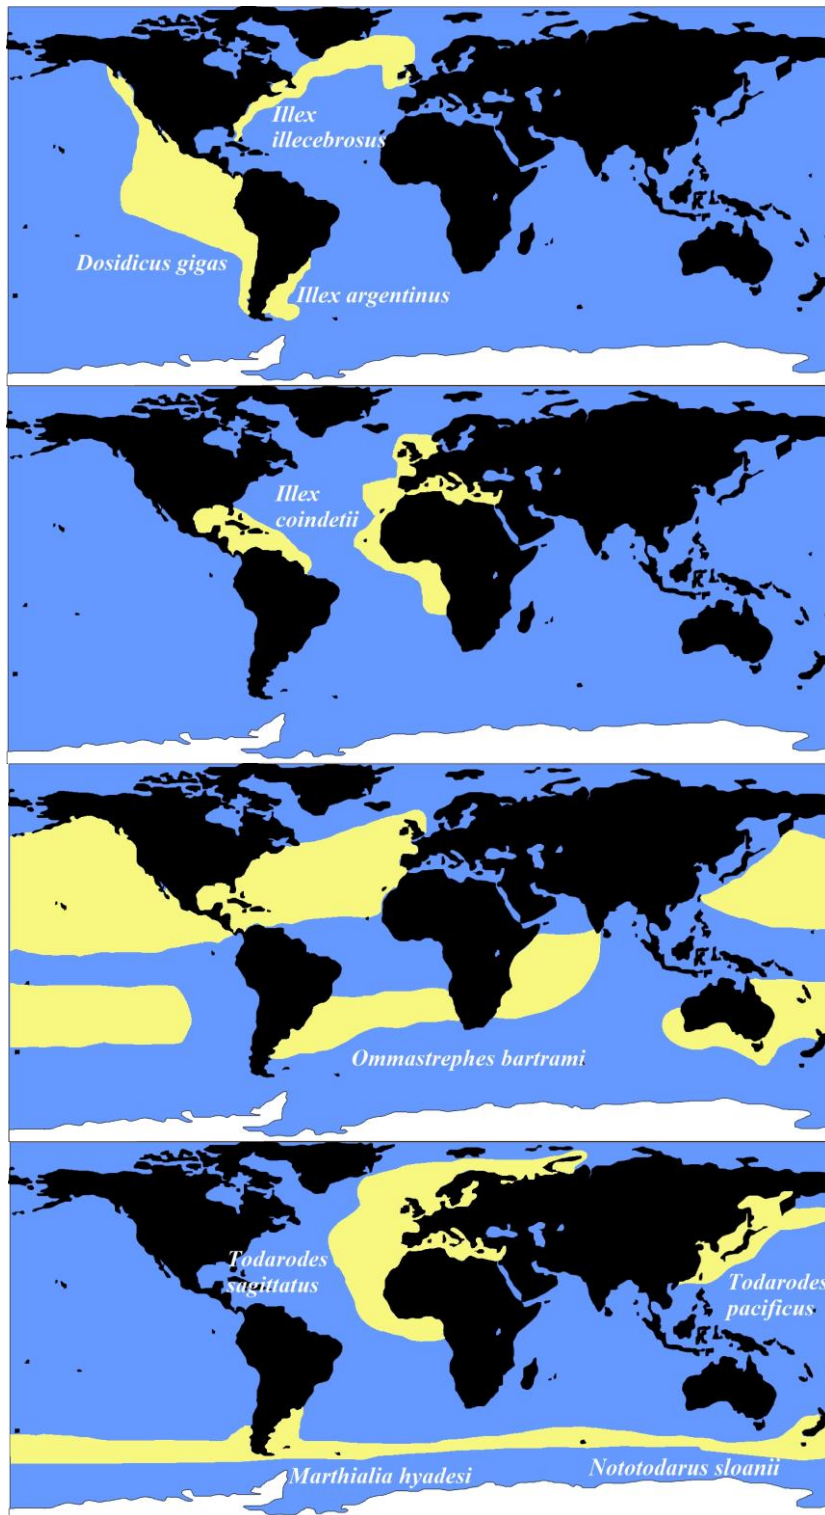 Illex
illecebrosus
Dosidicus gigas
Illex argentinus
Illex
coindetii
Ommastrephes bartrami
Todarodes
sagittatus
Todarodes
pacificus
Marthialia hyadesi
Nototodarus sloanii